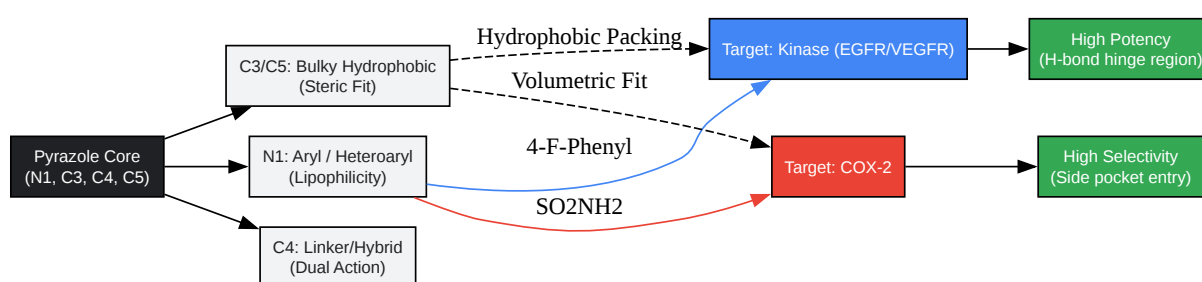 Pyrazole Core
(N1, C3, C4, C5)
C3/C5: Bulky Hydrophobic
(Steric Fit)
N1: Aryl / Heteroaryl
(Lipophilicity)
C4: Linker/Hybrid
(Dual Action)
Hydrophobic Packing
Volumetric Fit
4-F-Phenyl
SO2NH2
Target: Kinase (EGFR/VEGFR)
Target: COX-2
High Potency
(H-bond hinge region)
High Selectivity
(Side pocket entry)